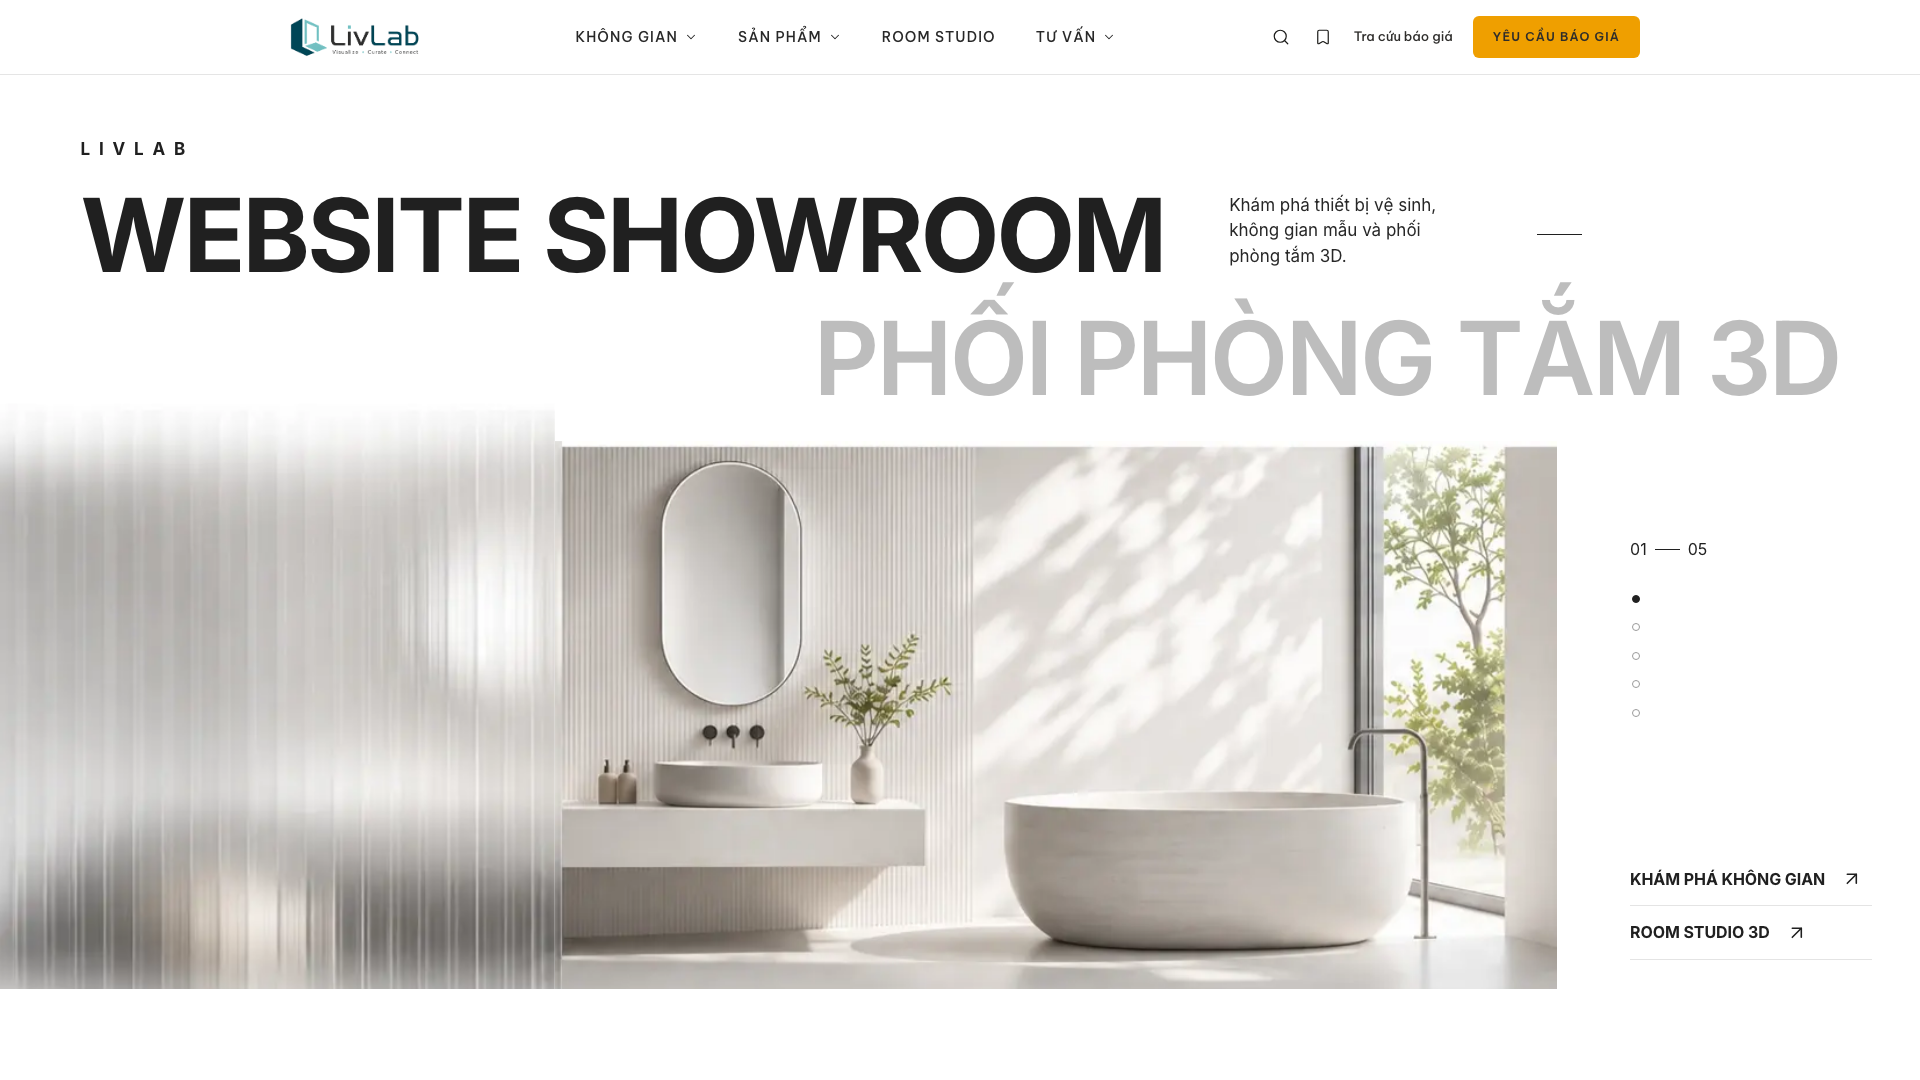 LivLab
Visualize • Curate • Connect
KHÔNG GIAN
SẢN PHẨM
ROOM STUDIO
TƯ VẤN
Tra cứu báo giá
YÊU CẦU BÁO GIÁ
LIVLAB
WEBSITE SHOWROOM
Khám phá thiết bị vệ sinh,
không gian mẫu và phối
phòng tắm 3D.
PHỐI PHÒNG TẮM 3D
01 — 05
KHÁM PHÁ KHÔNG GIAN
ROOM STUDIO 3D